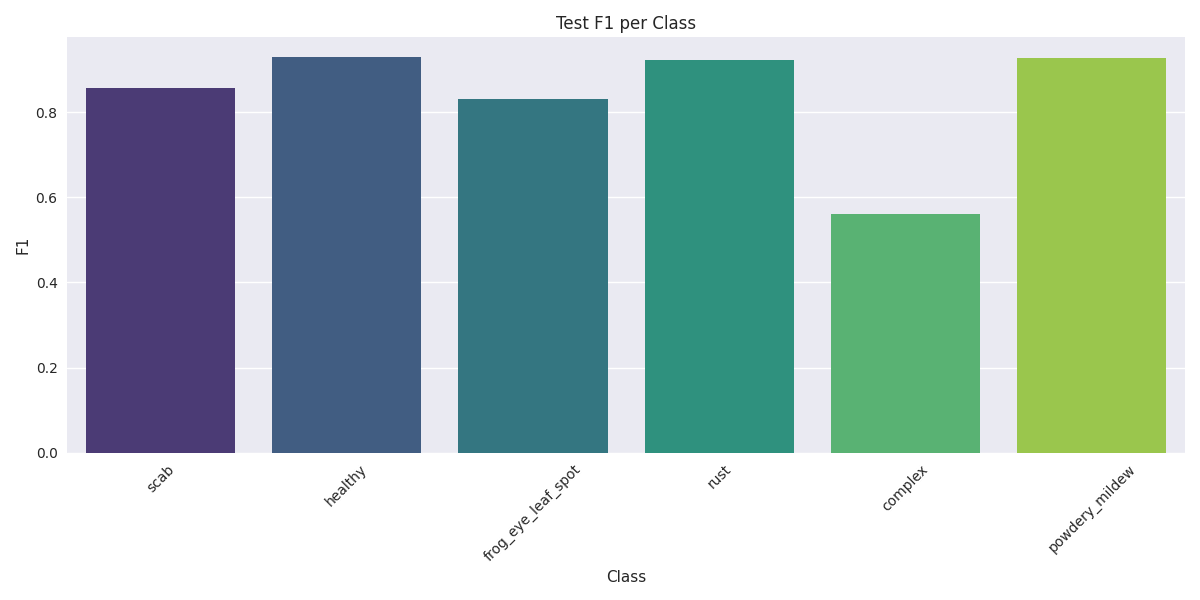 Test F1 per Class
F1
0.8
0.6
0.4
0.2
0.0
scab
healthy
frog_eye_leaf_spot
rust
complex
powdery_mildew
Class